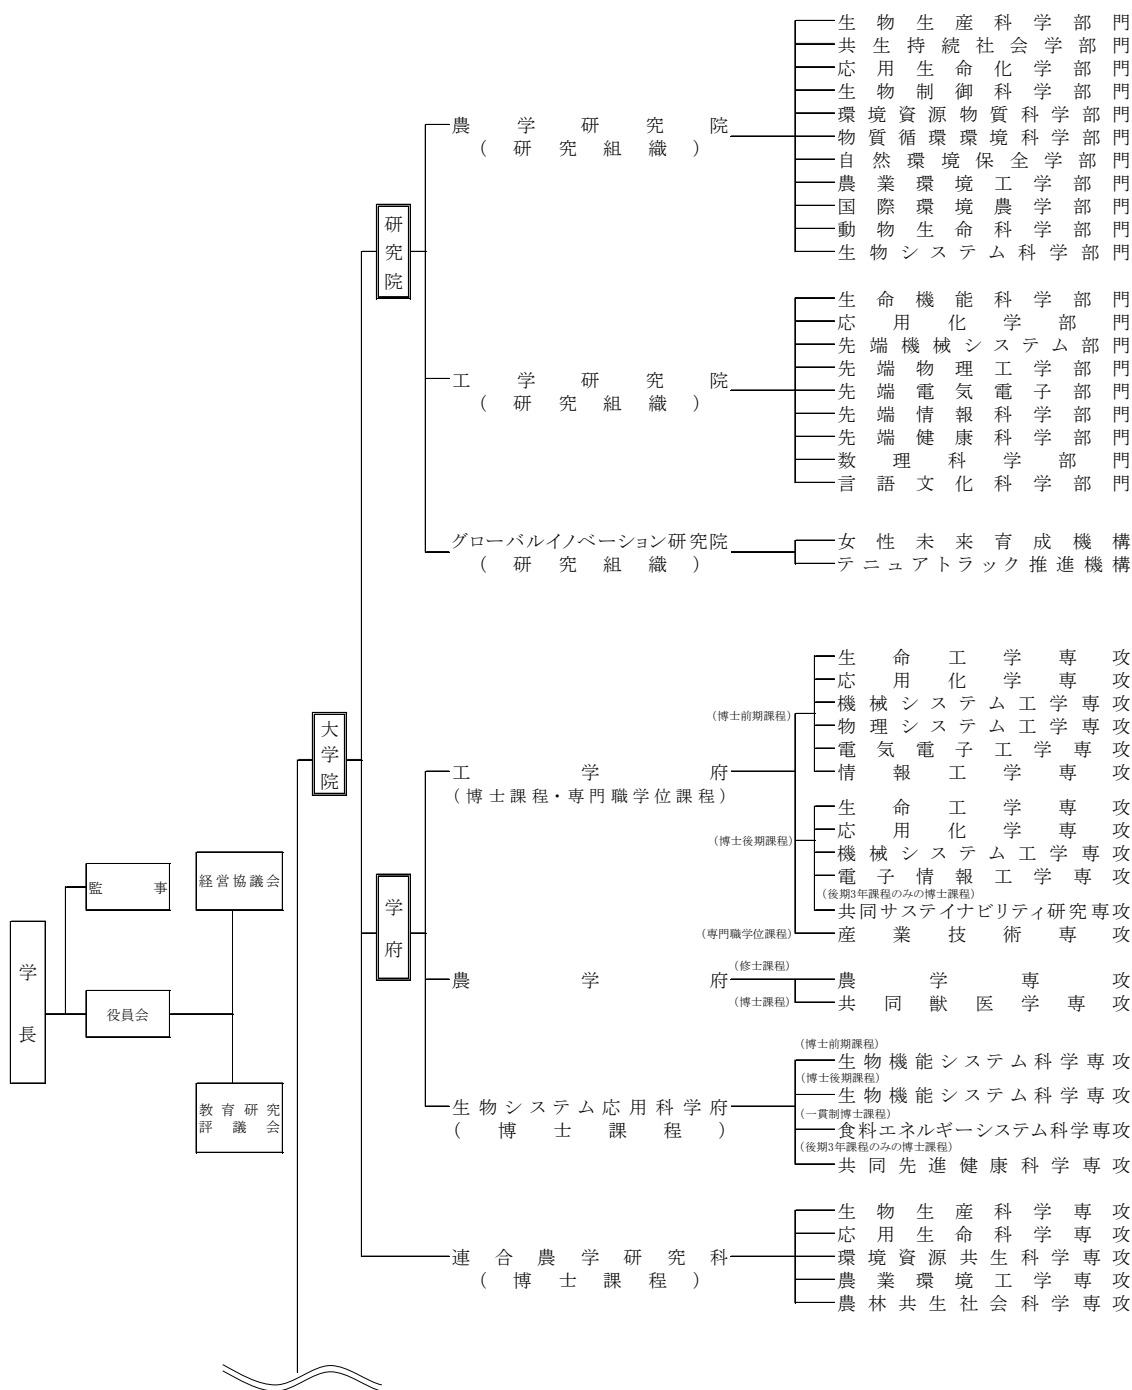 生物生産科学部門
共生持続社会学部門
応用生命化学部門
生物制御科学部門
環境資源物質科学部門
農学研究院
物質循環環境科学部門
(研究組織)
自然環境保全学部門
農業環境工学部門
国際環境農学部門
動物生命科学部門
生物システム科学部門
研究院
生命機能科学部門
応用化学部門
先端機械システム部門
先端物理工学部門
工学研究院
先端電気電子部門
(研究組織)
先端情報科学部門
先端健康科学部門
数理科学部門
言語文化科学部門
グローバルイノベーション研究院
(研究組織)
女性未来育成機構
テニュアトラック推進機構
大学院
工学府
(博士課程・専門職学位課程)
(博士前期課程)
生命工学専攻
応用化学専攻
機械システム工学専攻
物理システム工学専攻
電気電子工学専攻
情報工学専攻
(博士後期課程)
生命工学専攻
応用化学専攻
機械システム工学専攻
電子情報工学専攻
(後期3年課程のみの博士課程)
共同サステイナビリティ研究専攻
(専門職学位課程)
産業技術専攻
監事
経営協議会
学府
学長
役員会
農学府
(修士課程)
農学専攻
(博士課程)
共同獣医学専攻
教育研究
評議会
生物システム応用科学府
(博士課程)
(博士前期課程)
生物機能システム科学専攻
(博士後期課程)
生物機能システム科学専攻
(一貫制博士課程)
食料エネルギーシステム科学専攻
(後期3年課程のみの博士課程)
共同先進健康科学専攻
連合農学研究科
(博士課程)
生物生産科学専攻
応用生命科学専攻
環境資源共生科学専攻
農業環境工学専攻
農林共生社会科学専攻